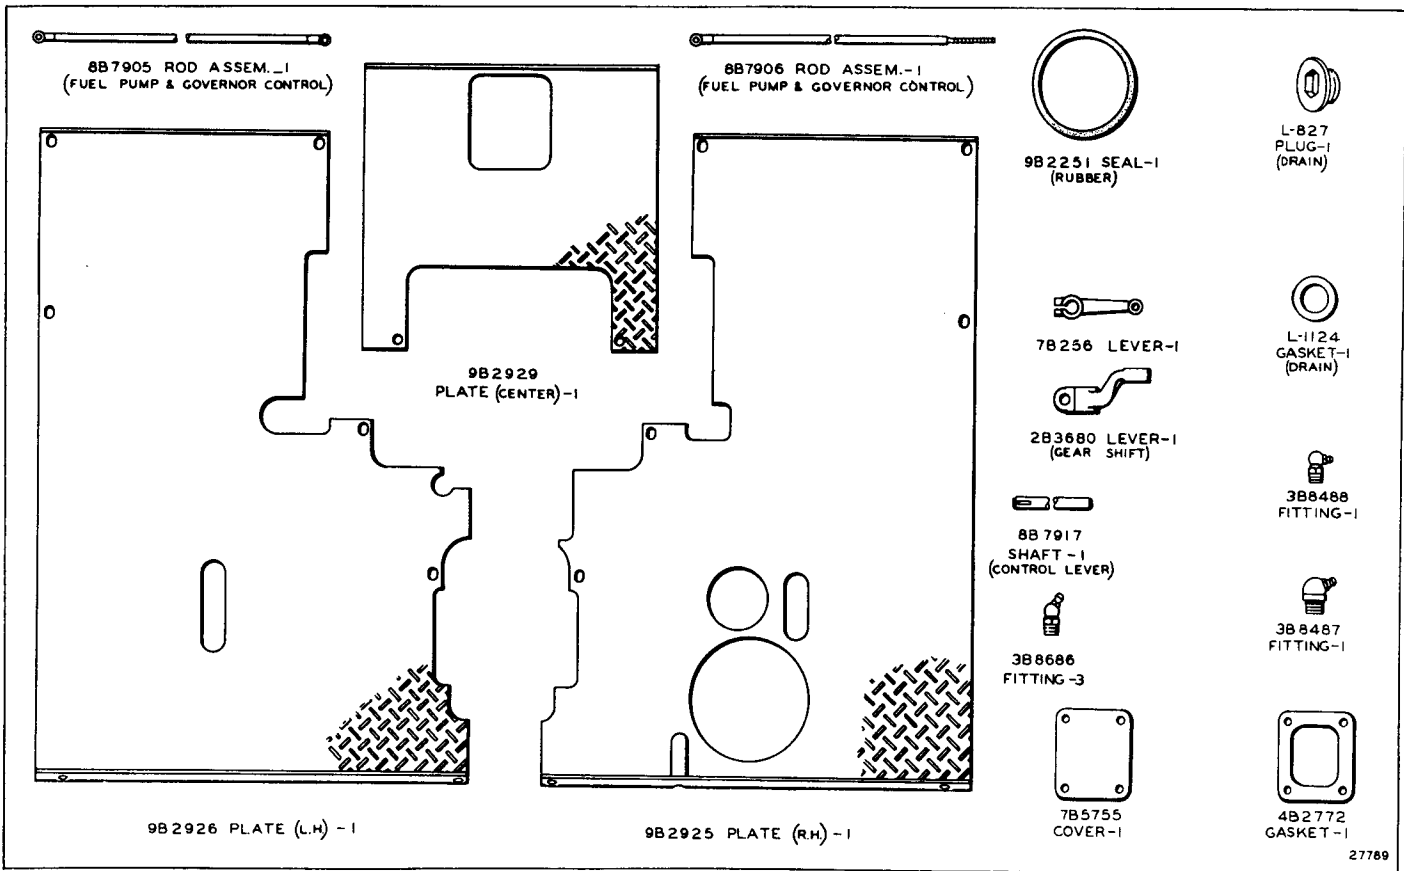 8B7905 ROD ASSEM._1
(FUEL PUMP & GOVERNOR CONTROL)
8B7906 ROD ASSEM.-1
(FUEL PUMP & GOVERNOR CONTROL)
9B2251 SEAL-1
(RUBBER)
L-827
PLUG-1
(DRAIN)
9B2929
PLATE (CENTER)-1
7B256 LEVER-1
L-1124
GASKET-1
(DRAIN)
2B3680 LEVER-1
(GEAR SHIFT)
3B8488
FITTING-1
8B7917
SHAFT-1
(CONTROL LEVER)
3B8487
FITTING-1
3B8686
FITTING-3
7B5755
COVER-1
4B2772
GASKET-1
9B2926 PLATE (L.H)-1
9B2925 PLATE (R.H.)-1
27789